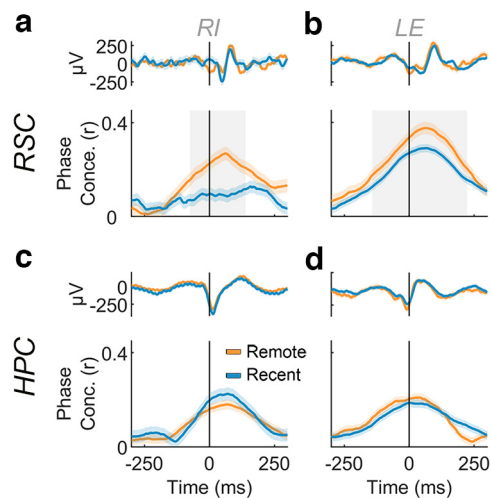 a RI b LE
250
μV 0
-250
RSC
0.4
Phase
Conce. (r)
0
c d
μV 0
-250
HPC
0.4
Remote
Recent
Phase
Conc. (r)
0
-250 0 250 -250 0 250
Time (ms) Time (ms)